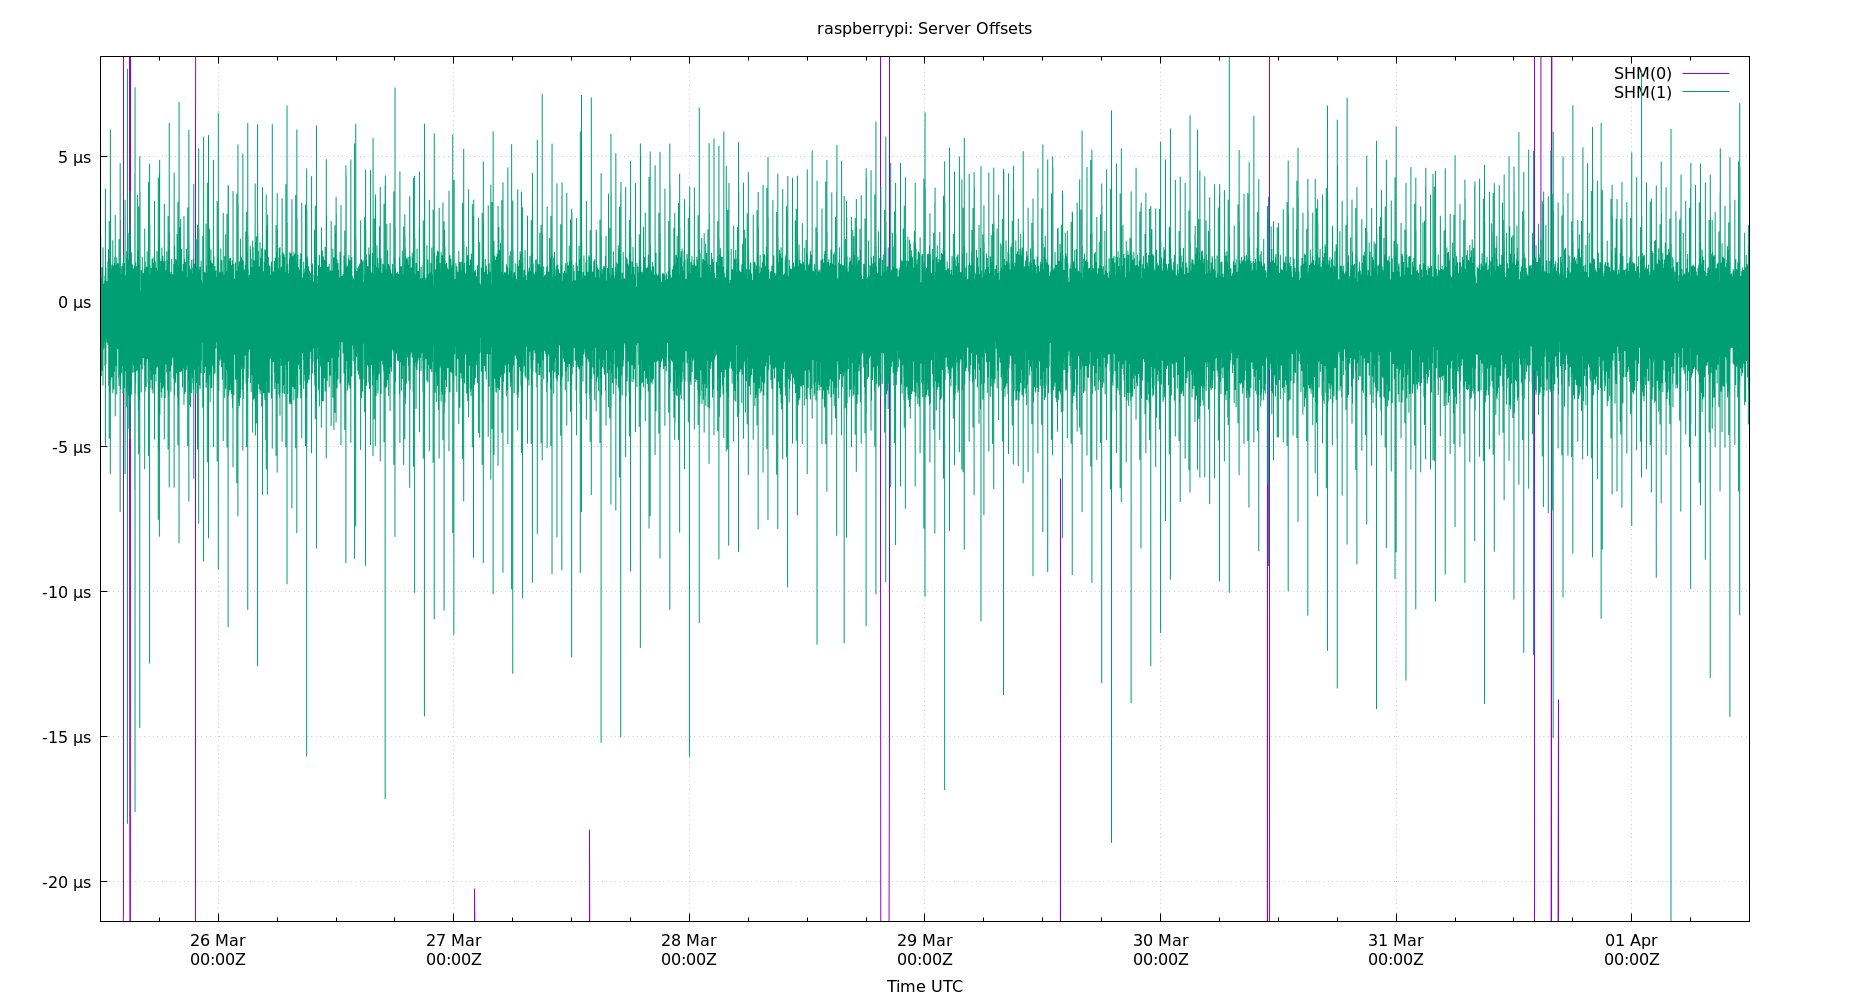 raspberrypi: Server Offsets
SHM(0)
SHM(1)
5 µs
0 µs
-5 µs
-10 µs
-15 µs
-20 µs
26 Mar 27 Mar 28 Mar 29 Mar 30 Mar 31 Mar 01 Apr
00:00Z 00:00Z 00:00Z 00:00Z 00:00Z 00:00Z 00:00Z
Time UTC